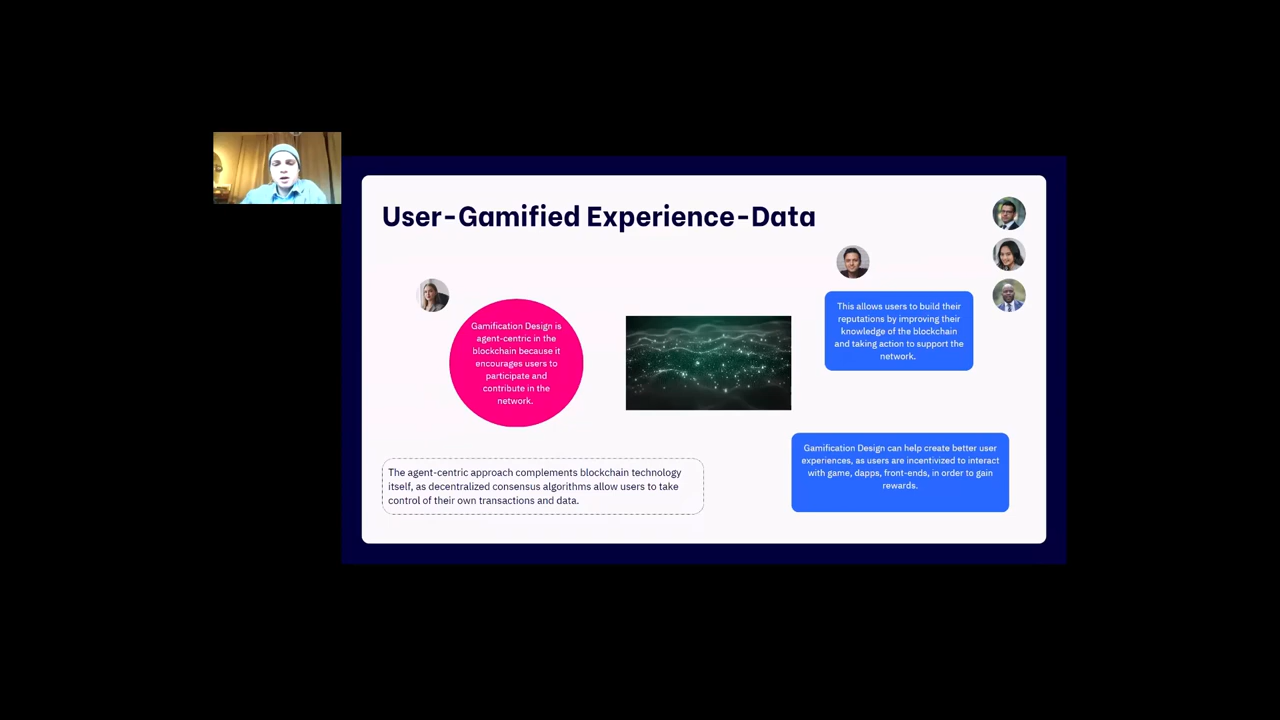 User-Gamified Experience-Data
Gamification Design is
agent-centric in the
blockchain because it
encourages users to
participate and
contribute in the
network.
This allows users to build their
reputations by improving their
knowledge of the blockchain
and taking action to support the
network.
The agent-centric approach complements blockchain technology
itself, as decentralized consensus algorithms allow users to take
control of their own transactions and data.
Gamification Design can help create better user
experiences, as users are incentivized to interact
with game, dapps, front-ends, in order to gain
rewards.